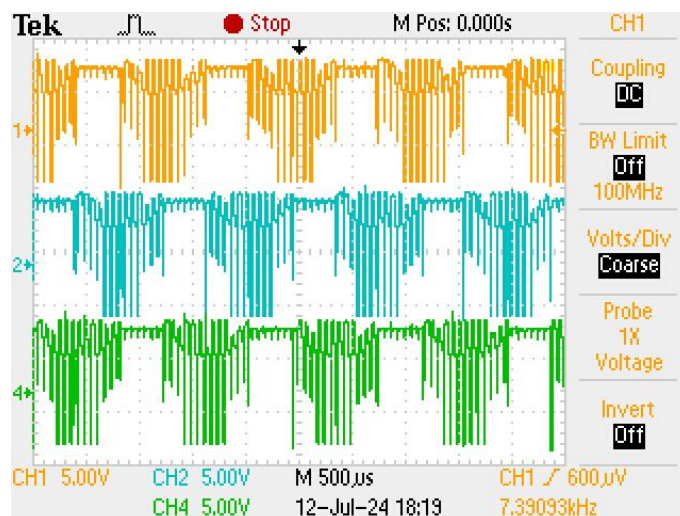 Tek Stop M Pos: 0.000s CH1
Coupling
DC
BW Limit
Off
100MHz
Volts/Div
Coarse
Probe
1X
Voltage
Invert
Off
1
2
4
CH1 5.00V CH2 5.00V M 500µs CH1 600µV
CH4 5.00V 12-Jul-24 18:19 7.39093kHz